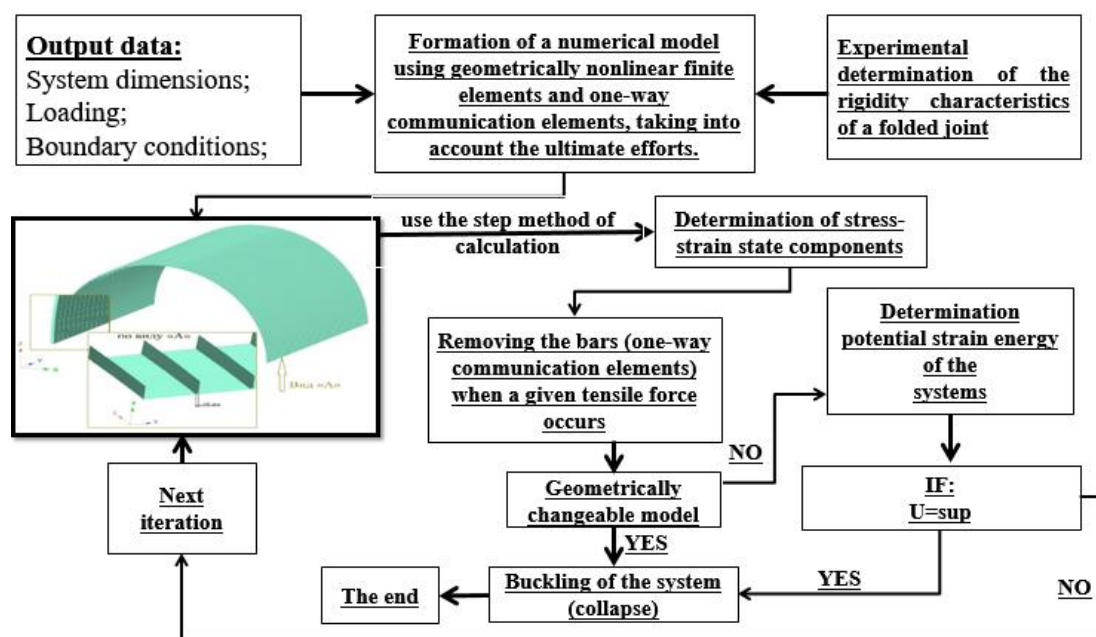 Output data:
System dimensions;
Loading;
Boundary conditions;
Formation of a numerical model
using geometrically nonlinear finite
elements and one-way
communication elements, taking into
account the ultimate efforts.
Experimental
determination of the
rigidity characteristics
of a folded joint
use the step method of
calculation
Determination of stress-
strain state components
по виду «А»
Вид «А»
Removing the bars (one-way
communication elements)
when a given tensile force
occurs
Determination
potential strain energy
of the
systems
NO
Next
iteration
Geometrically
changeable model
IF:
U=sup
YES
The end
Buckling of the system
(collapse)
YES
NO